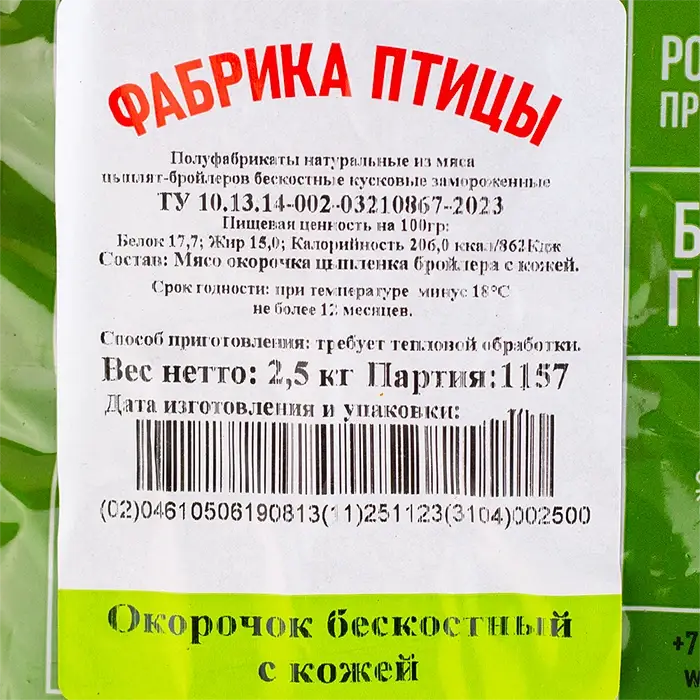 ФАБРИКА ПТИЦЫ
Полуфабрикаты натуральные из мяса
цыплят-бройлеров бескостные кусковые замороженные
ТУ 10.13.14-002-03210867-2023
Пищевая ценность на 100гр:
Белок 17,7; Жир 15,0; Калорийность 206,0 ккал/862Кдж
Состав: Мясо окорочка цыпленка бройлера с кожей.
Срок годности: при температуре минус 18°С
не более 12 месяцев.
Способ приготовления: требует тепловой обработки.
Вес нетто: 2,5 кг Партия:1157
Дата изготовления и упаковки:
(02)04610506190813(11)251123(3104)002500
Окорочок бескостный
с кожей
РО
ПР
Б
Г
+7